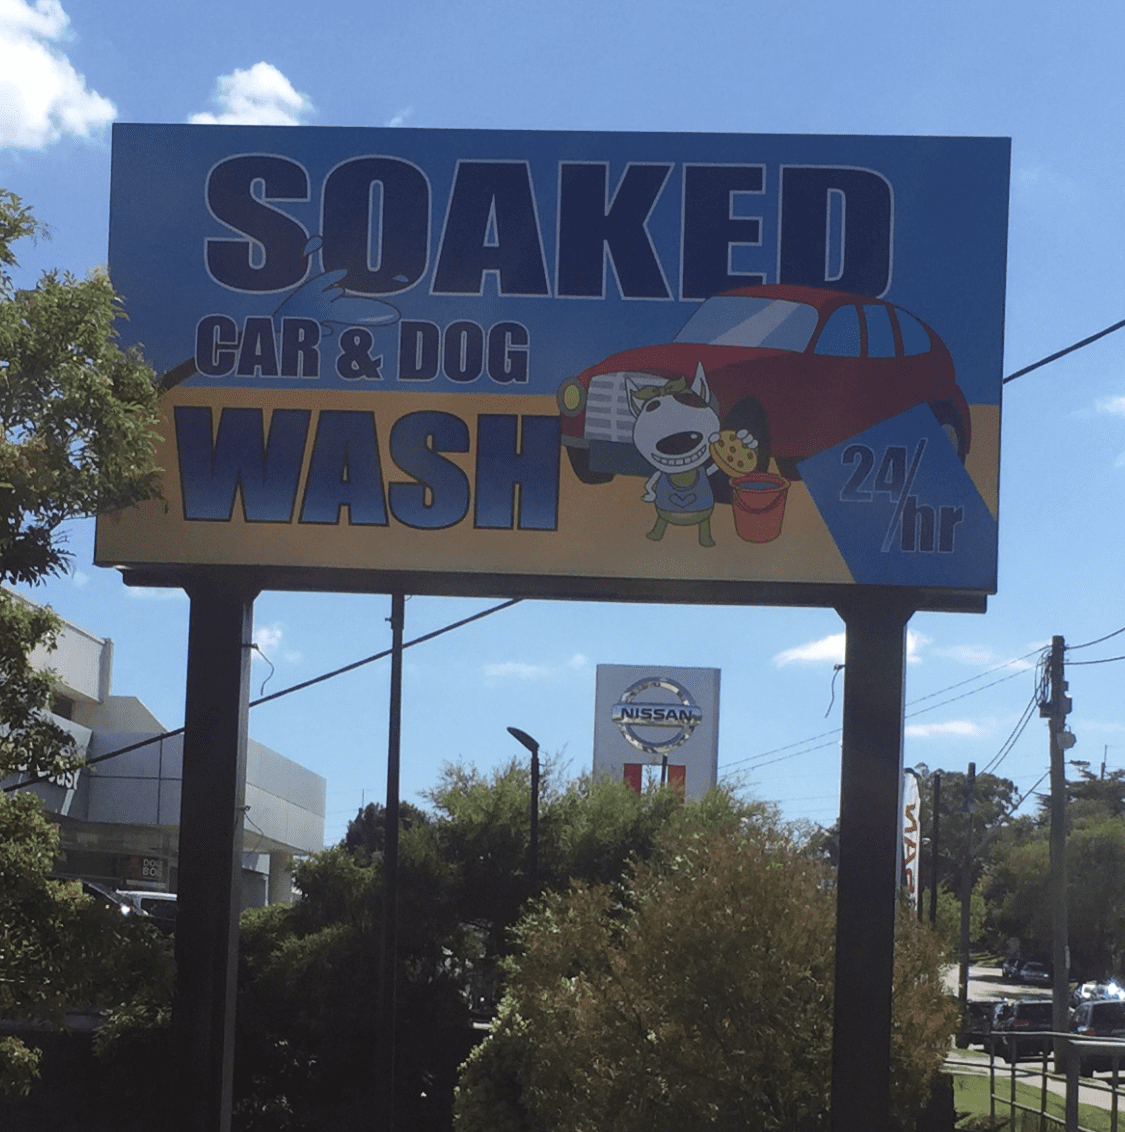 SOAKED
CAR & DOG
WASH
24/hr
NISSAN